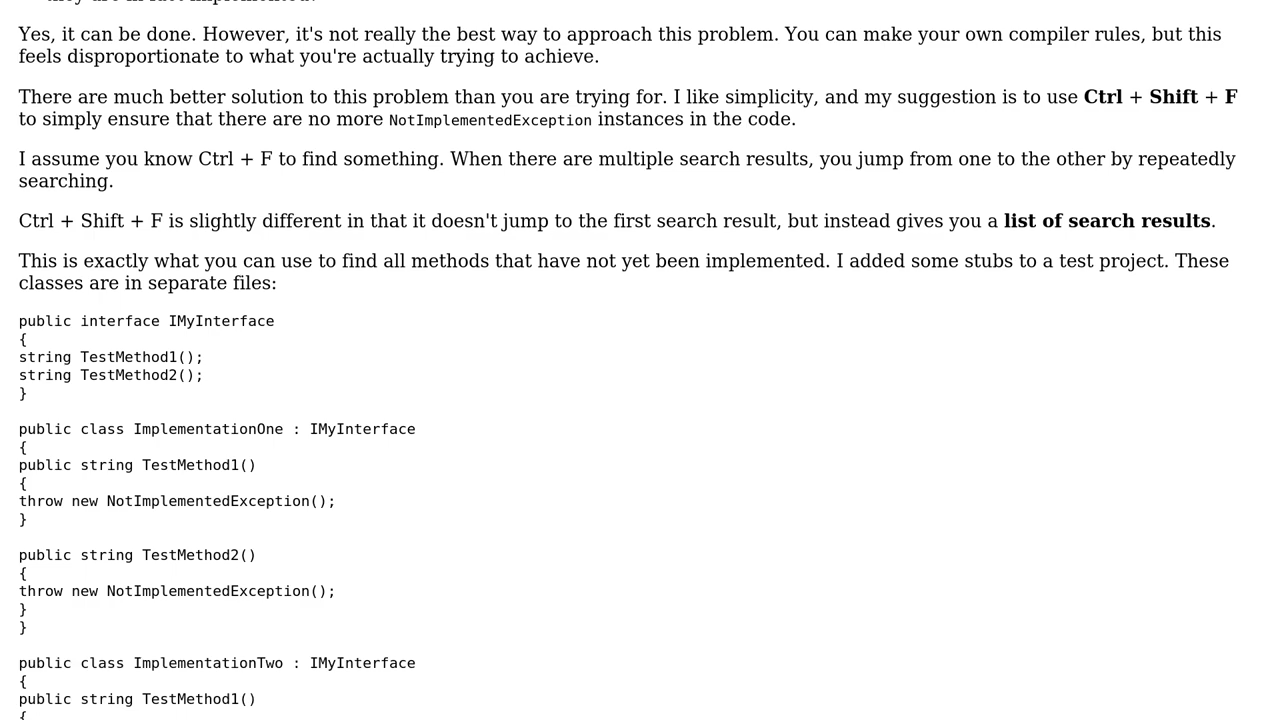 they are in fact implemented?
Yes, it can be done. However, it's not really the best way to approach this problem. You can make your own compiler rules, but this
feels disproportionate to what you're actually trying to achieve.
There are much better solution to this problem than you are trying for. I like simplicity, and my suggestion is to use Ctrl + Shift + F
to simply ensure that there are no more NotImplementedException instances in the code.
I assume you know Ctrl + F to find something. When there are multiple search results, you jump from one to the other by repeatedly
searching.
Ctrl + Shift + F is slightly different in that it doesn't jump to the first search result, but instead gives you a list of search results.
This is exactly what you can use to find all methods that have not yet been implemented. I added some stubs to a test project. These
classes are in separate files:
public interface IMyInterface
{
string TestMethod1();
string TestMethod2();
}
public class ImplementationOne : IMyInterface
{
public string TestMethod1()
{
throw new NotImplementedException();
}
public string TestMethod2()
{
throw new NotImplementedException();
}
}
public class ImplementationTwo : IMyInterface
{
public string TestMethod1()
{